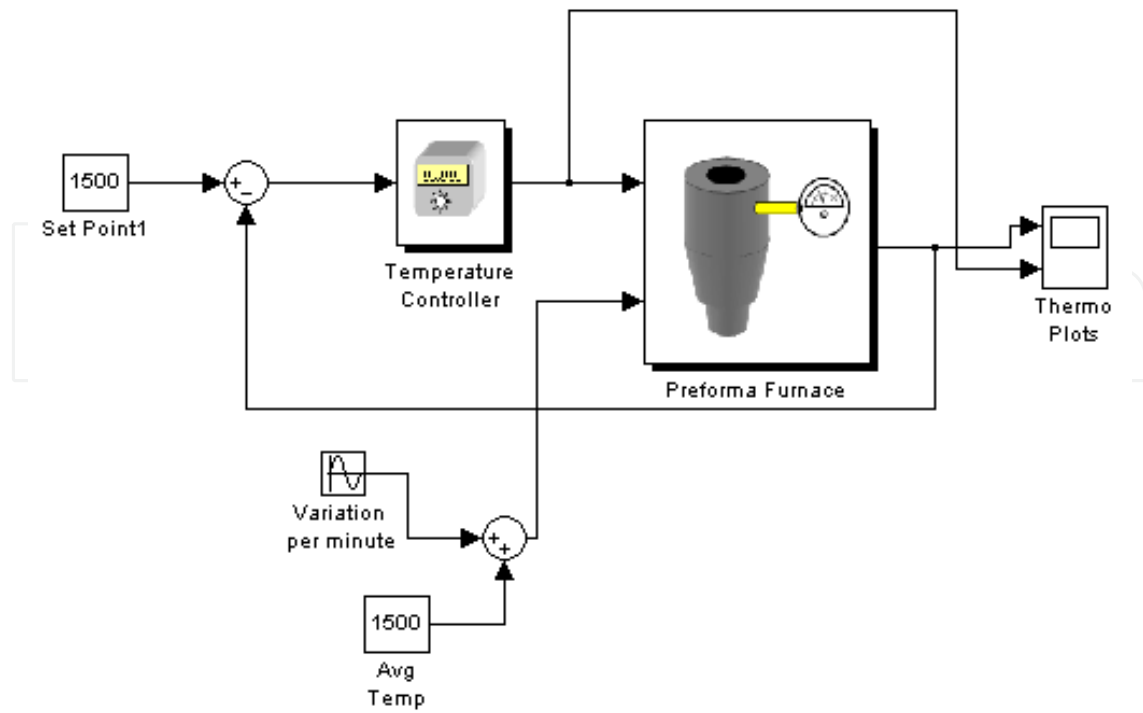 1500
Set Point1
Temperature
Controller
Preforma Furnace
Thermo
Plots
Variation
per minute
1500
Avg
Temp